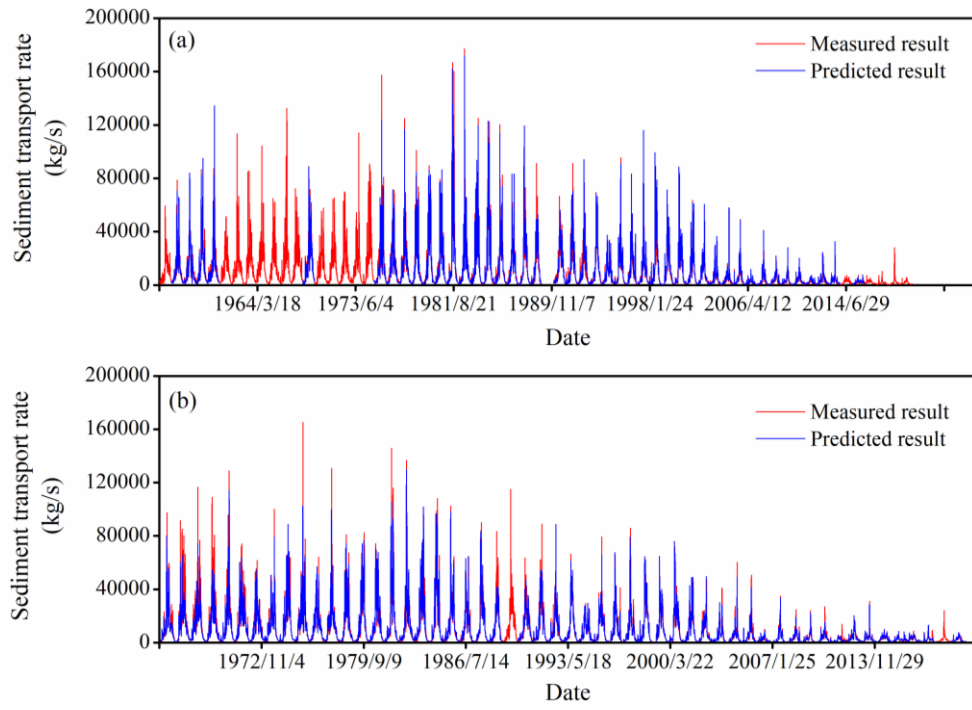 (a)
Measured result
Predicted result
Sediment transport rate
(kg/s)
200000
160000
120000
80000
40000
0
1964/3/18 1973/6/4 1981/8/21 1989/11/7 1998/1/24 2006/4/12 2014/6/29
Date
(b)
Measured result
Predicted result
Sediment transport rate
(kg/s)
200000
160000
120000
80000
40000
0
1972/11/4 1979/9/9 1986/7/14 1993/5/18 2000/3/22 2007/1/25 2013/11/29
Date